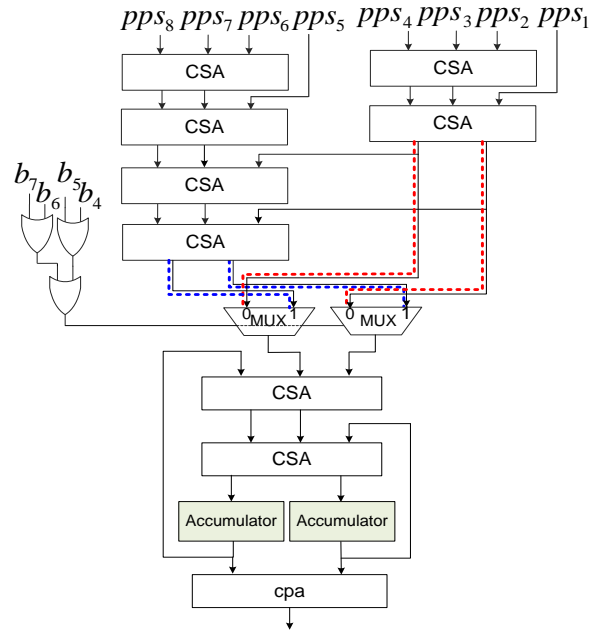 pps₈ pps₇ pps₆ pps₅ pps₄ pps₃ pps₂ pps₁
CSA CSA
CSA CSA
CSA
b₇ b₆ b₅ b₄
CSA
0 1 0 1
MUX MUX
CSA
CSA
Accumulator Accumulator
cpa